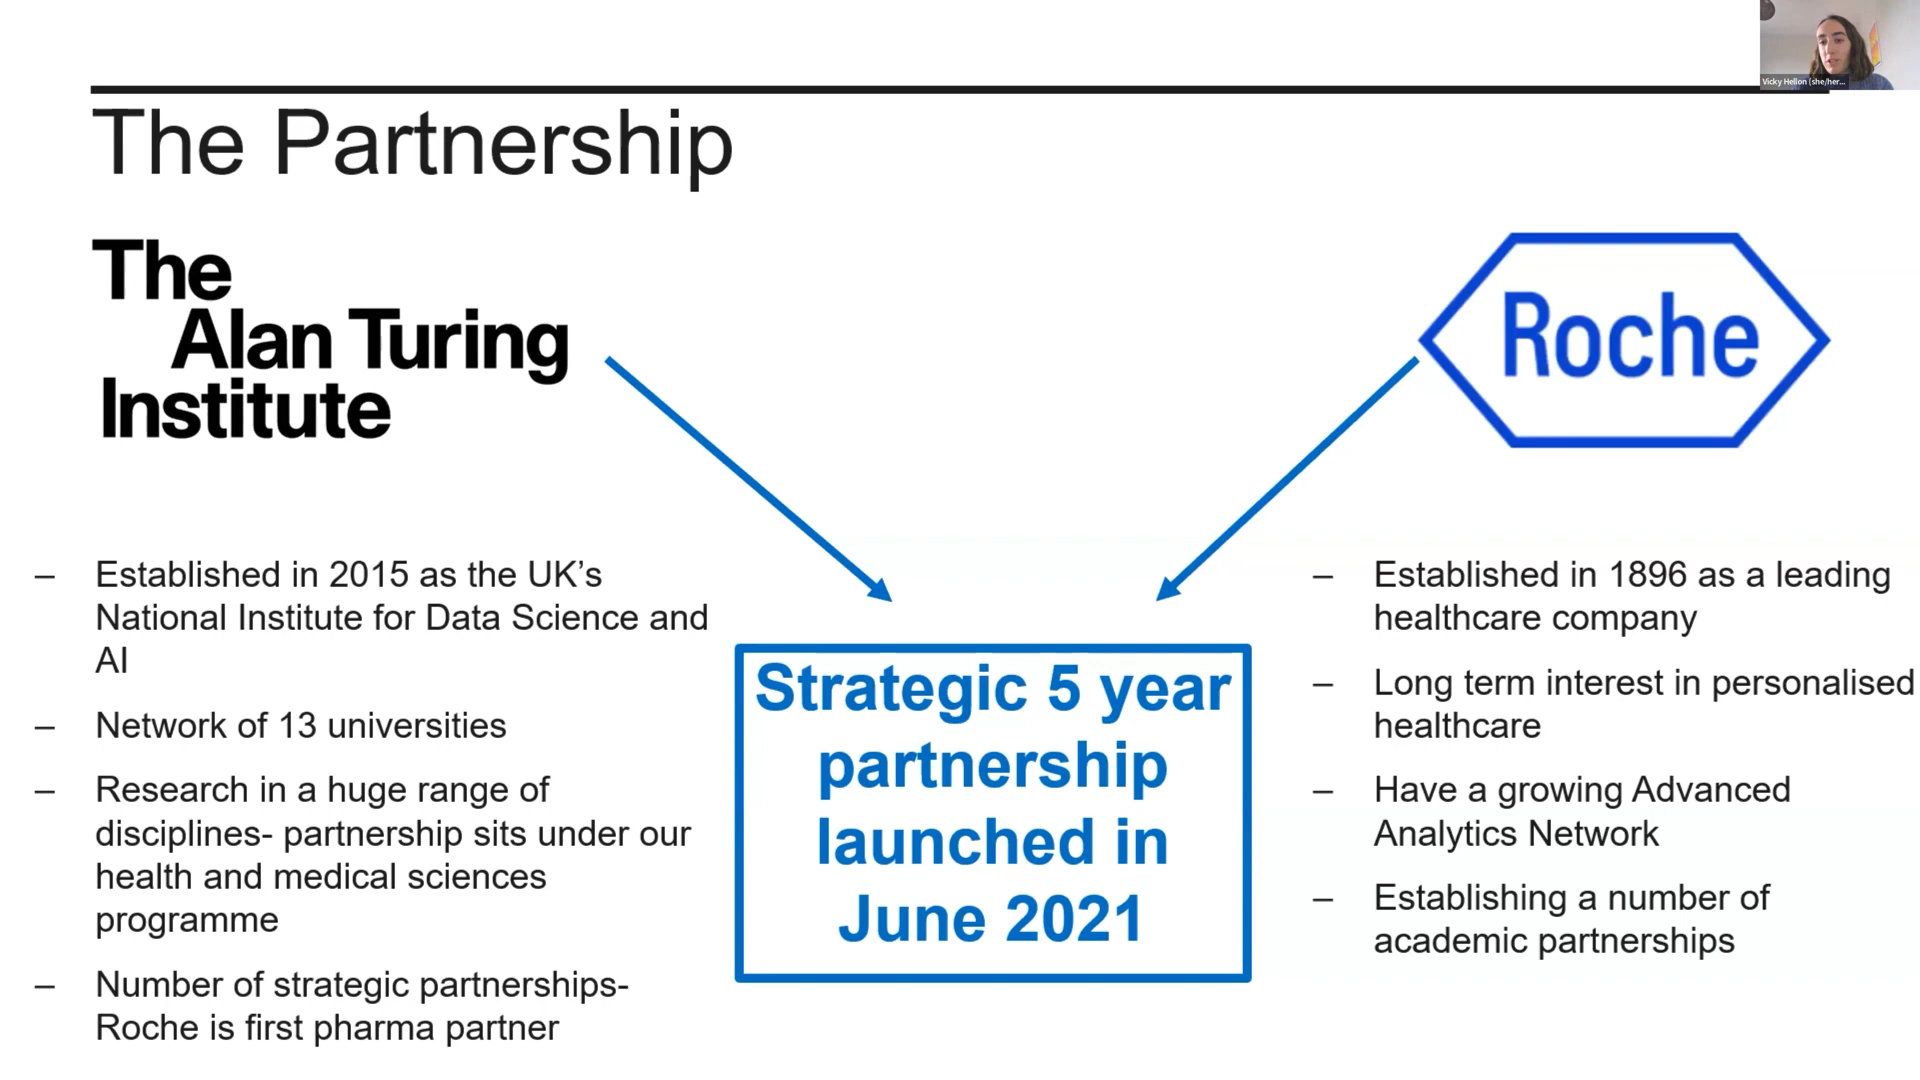 Vicky Hellon (she/her...
The Partnership
The
Alan Turing
Institute
Roche
– Established in 2015 as the UK’s
National Institute for Data Science and
AI
– Network of 13 universities
– Research in a huge range of
disciplines- partnership sits under our
health and medical sciences
programme
– Number of strategic partnerships-
Roche is first pharma partner
Strategic 5 year
partnership
launched in
June 2021
– Established in 1896 as a leading
healthcare company
– Long term interest in personalised
healthcare
– Have a growing Advanced
Analytics Network
– Establishing a number of
academic partnerships